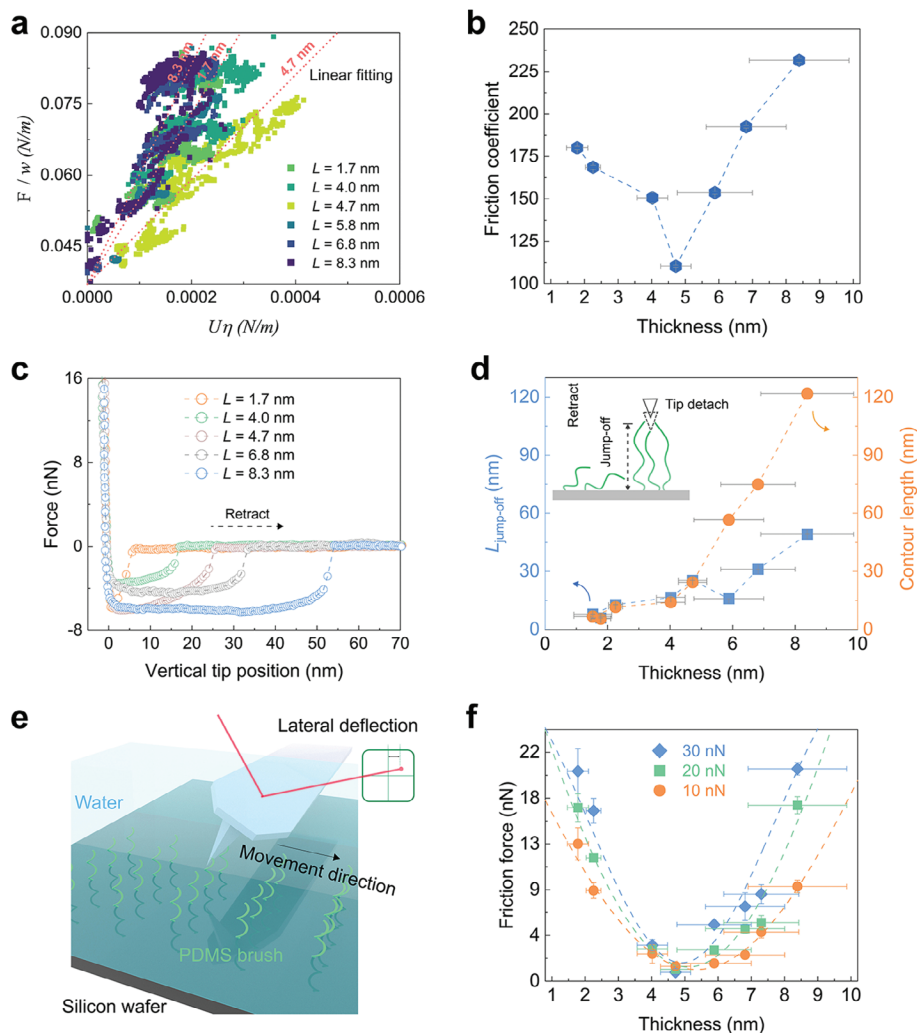 a
F / w (N/m)
0.090
0.075
0.060
0.045
8.3 nm
1.7 nm
4.7 nm
Linear fitting
L = 1.7 nm
L = 4.0 nm
L = 4.7 nm
L = 5.8 nm
L = 6.8 nm
L = 8.3 nm
0.0000 0.0002 0.0004 0.0006
Uη (N/m)
b
Friction coefficient
250
225
200
175
150
125
100
1 2 3 4 5 6 7 8 9 10
Thickness (nm)
c
Force (nN)
16
8
0
-8
L = 1.7 nm
L = 4.0 nm
L = 4.7 nm
L = 6.8 nm
L = 8.3 nm
Retract
0 10 20 30 40 50 60 70
Vertical tip position (nm)
d
Ljump-off (nm)
120
90
60
30
0
Retract
Jump-off
Tip detach
120
90
60
30
0
Contour length (nm)
0 2 4 6 8 10
Thickness (nm)
e
Lateral deflection
Water
Movement direction
PDMS brush
Silicon wafer
f
Friction force (nN)
22
18
13
9
4
0
30 nN
20 nN
10 nN
1 2 3 4 5 6 7 8 9 10
Thickness (nm)